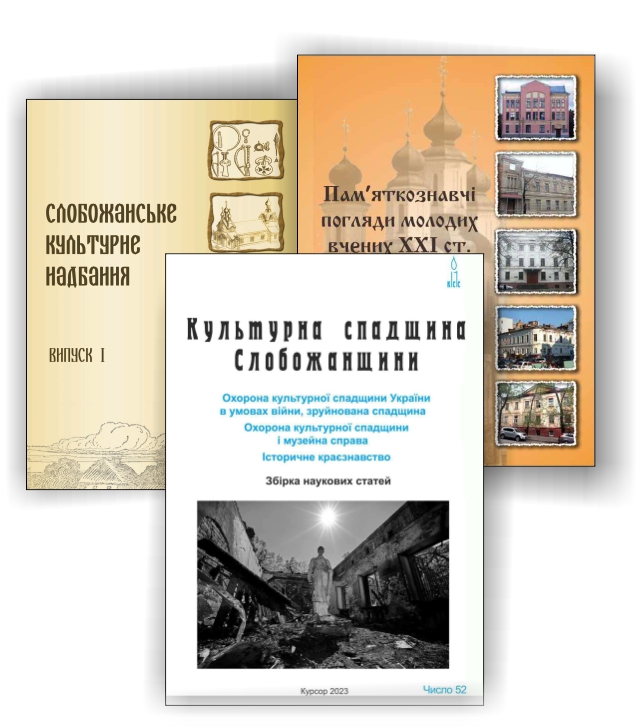 СЛОБОЖАНСЬКЕ
КУЛЬТУРНЕ
НАДБАННЯ
ВИПУСК І
Пам'яткознавчі
погляди молодих
вчених ХХІ ст.
Культурна спадщина
Слобожанщини
Охорона культурної спадщини України
в умовах війни, зруйнована спадщина
Охорона культурної спадщини
і музейна справа
Історичне краєзнавство
Збірка наукових статей
Курсор 2023
Число 52